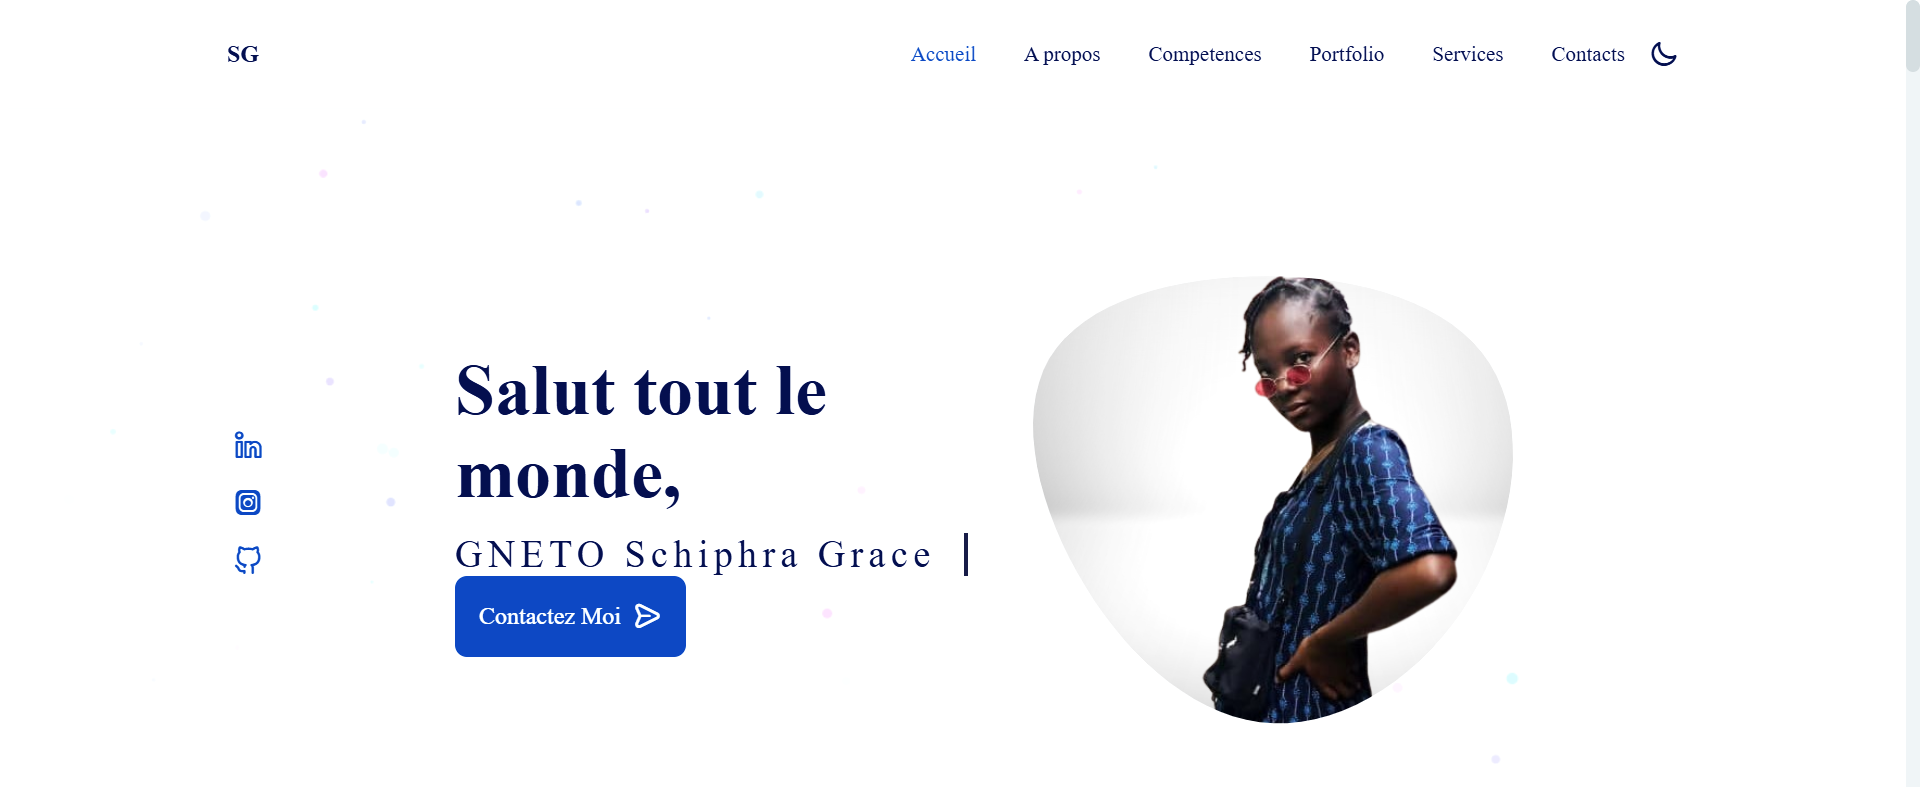 SG
Accueil
A propos
Competences
Portfolio
Services
Contacts
Salut tout le
monde,
GNETO Schiphra Grace
Contactez Moi